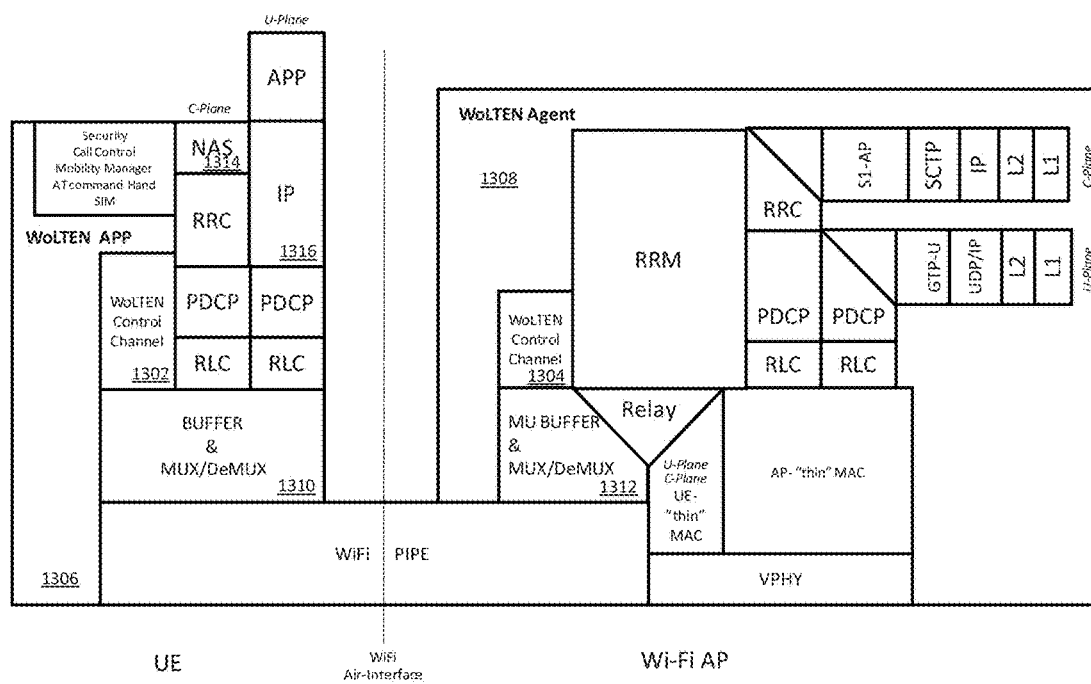 U-Plane
APP
C-Plane
Security
Call Control
Mobility Manager
AT command Hand
SIM
NAS
1314
IP
1316
RRC
WoLTEN APP
WoLTEN
Control
Channel
1302
PDCP
PDCP
RLC
RLC
BUFFER
&
MUX/DeMUX
1310
1306
WiFi PIPE
WoLTEN Agent
1308
RRM
RRC
S1-AP
SCTP
IP
L2
L1
C-Plane
GTP-U
UDP/IP
L2
L1
U-Plane
PDCP
PDCP
RLC
RLC
WoLTEN
Control
Channel
1304
Relay
MU BUFFER
&
MUX/DeMUX
1312
U-Plane
C-Plane
UE-
"thin"
MAC
AP- "thin" MAC
VPHY
UE
WiFi
Air-Interface
Wi-Fi AP